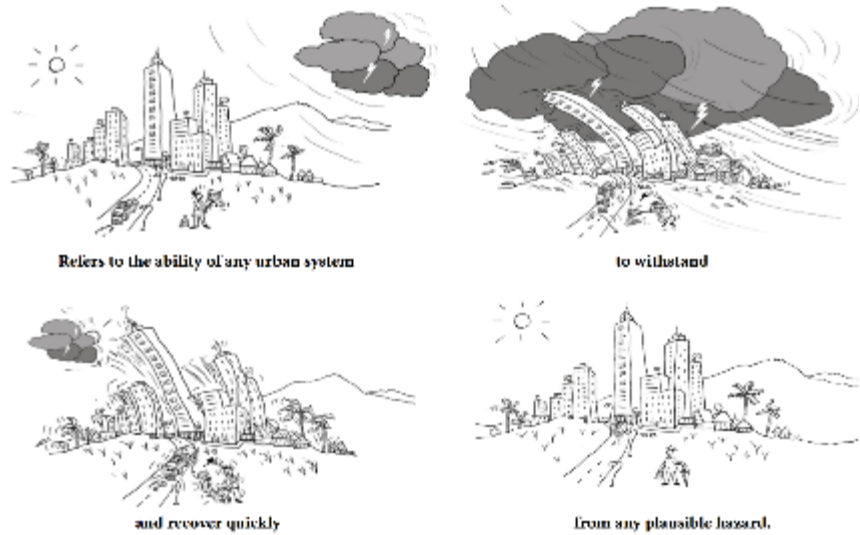 Refers to the ability of any urban system
to withstand
and recover quickly
from any plausible hazard.